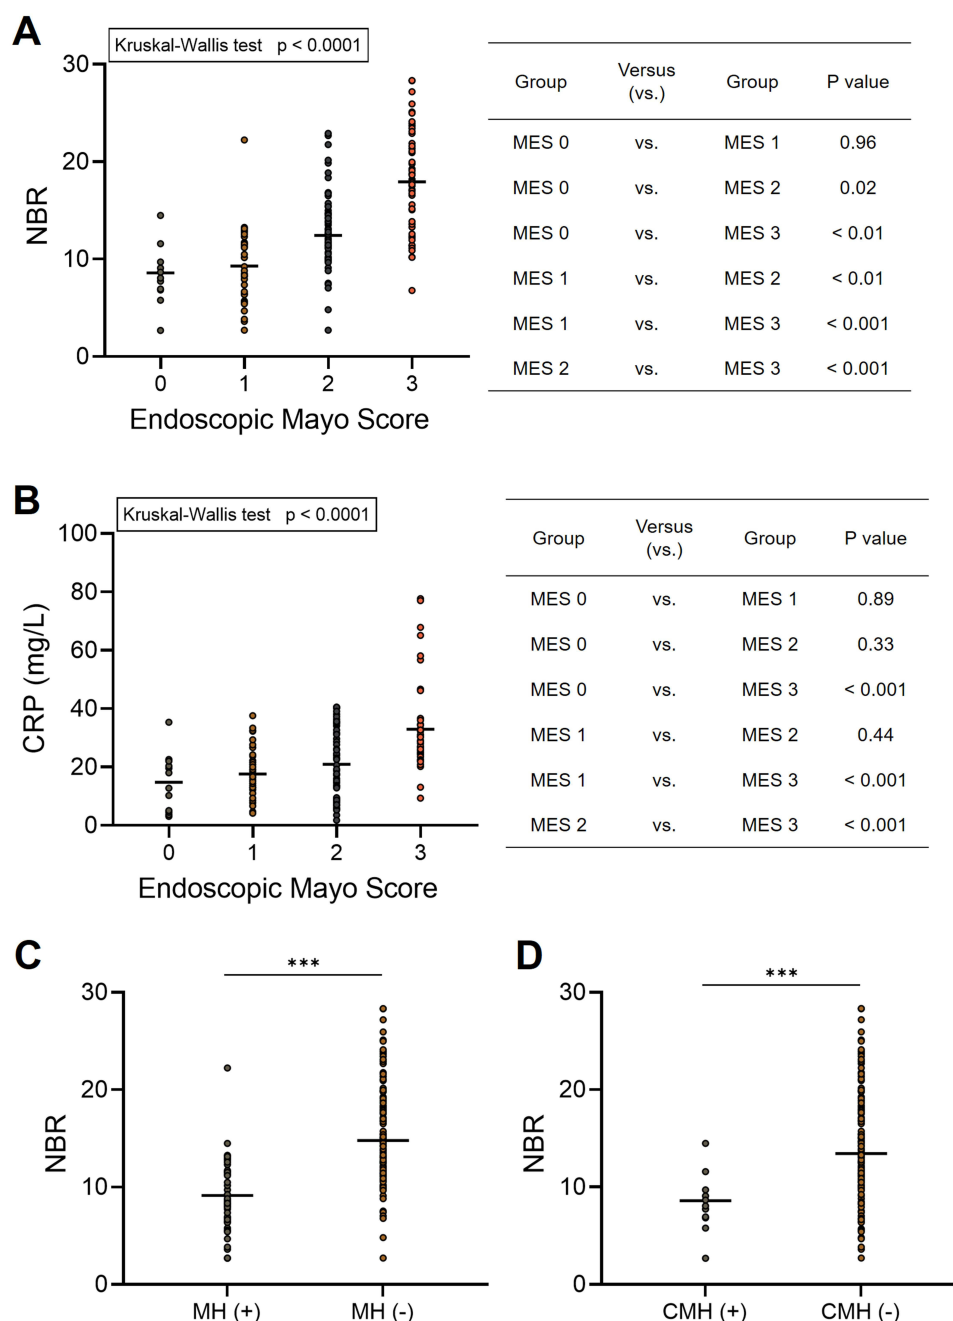 A
Kruskal-Wallis test p < 0.0001
30
20
10
0
NBR
0 1 2 3
Endoscopic Mayo Score
Group Versus (vs.) Group P value
MES 0 vs. MES 1 0.96
MES 0 vs. MES 2 0.02
MES 0 vs. MES 3 < 0.01
MES 1 vs. MES 2 < 0.01
MES 1 vs. MES 3 < 0.001
MES 2 vs. MES 3 < 0.001
B
Kruskal-Wallis test p < 0.0001
100
80
60
40
20
0
CRP (mg/L)
0 1 2 3
Endoscopic Mayo Score
Group Versus (vs.) Group P value
MES 0 vs. MES 1 0.89
MES 0 vs. MES 2 0.33
MES 0 vs. MES 3 < 0.001
MES 1 vs. MES 2 0.44
MES 1 vs. MES 3 < 0.001
MES 2 vs. MES 3 < 0.001
C
***
30
20
10
0
NBR
MH (+) MH (-)
D
***
30
20
10
0
NBR
CMH (+) CMH (-)